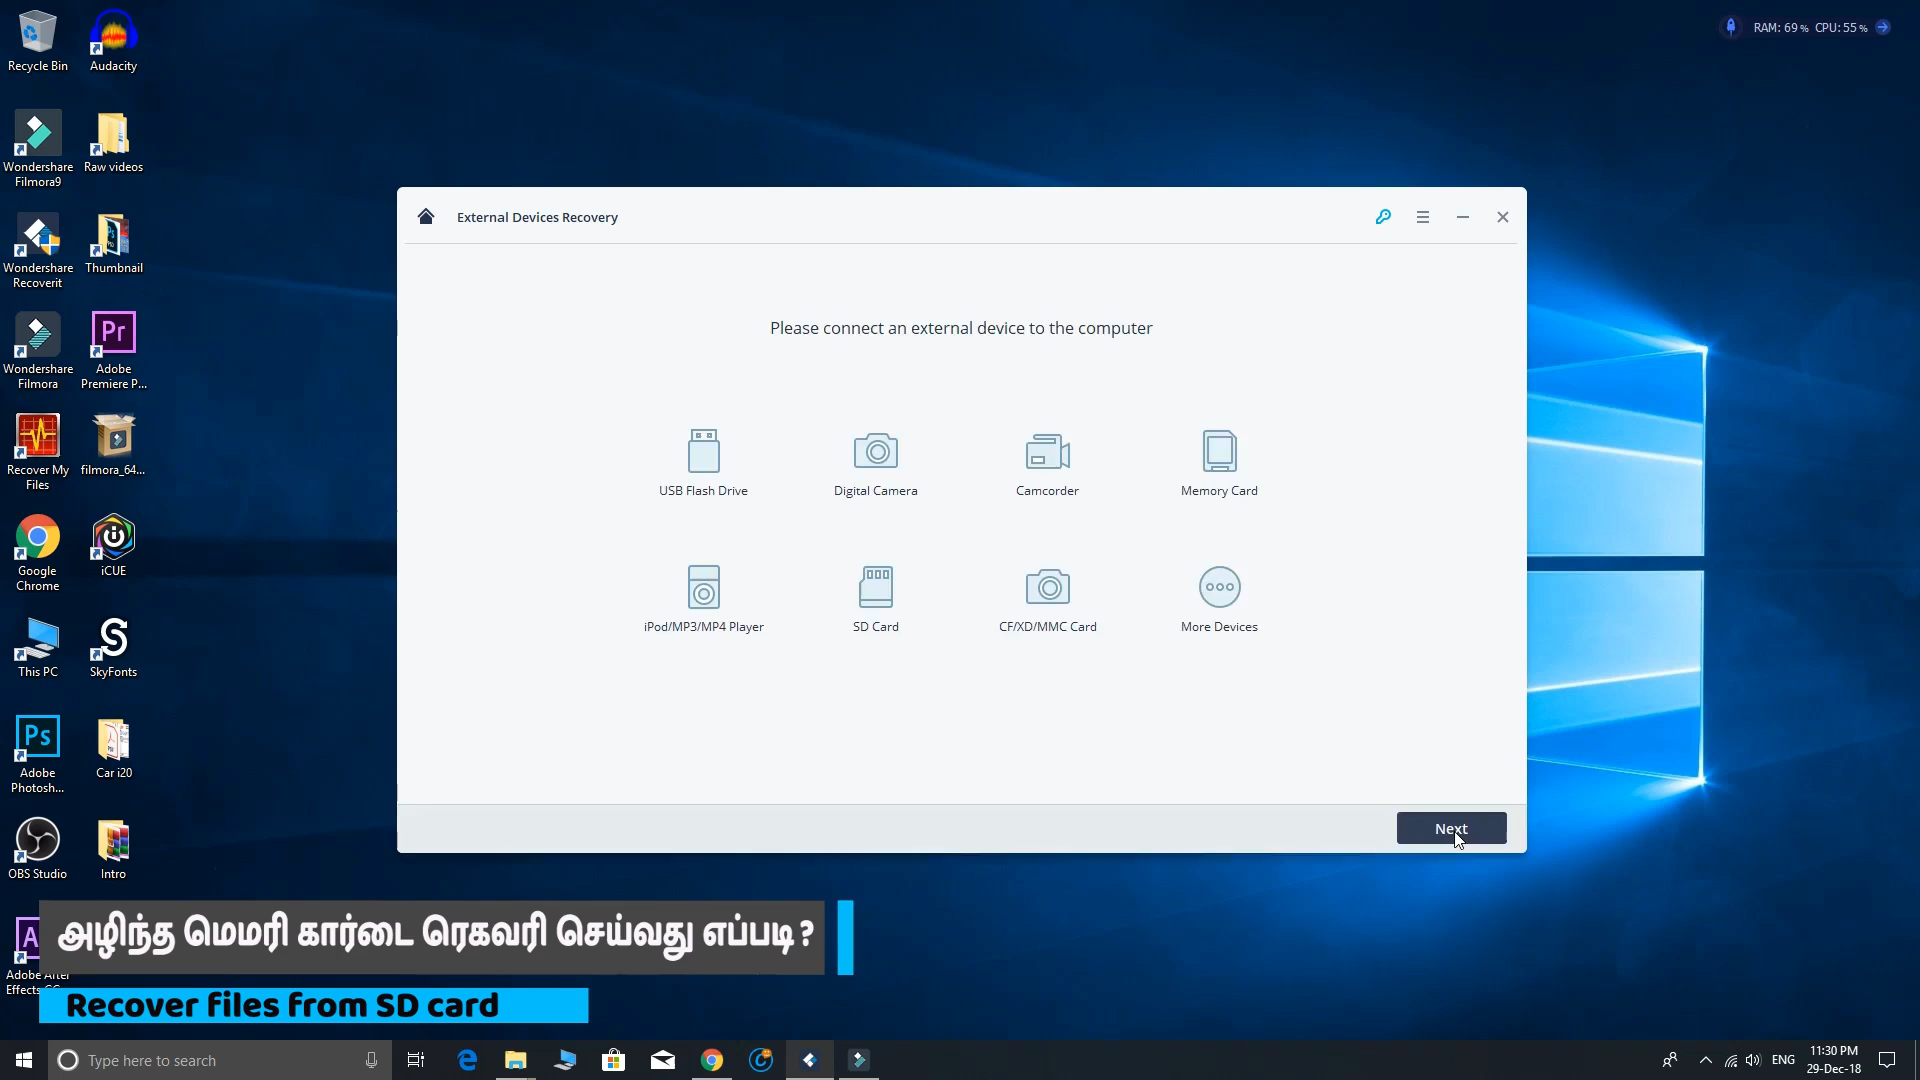 Recycle Bin
Audacity
RAM: 69 % CPU: 55 %
Wondershare Filmora9
Raw videos
Wondershare Recoverit
Thumbnail
Wondershare Filmora
Adobe Premiere P...
Recover My Files
filmora_64...
Google Chrome
iCUE
This PC
SkyFonts
Adobe Photosh...
Car i20
OBS Studio
Intro
Adobe After Effects
External Devices Recovery
Please connect an external device to the computer
USB Flash Drive
Digital Camera
Camcorder
Memory Card
iPod/MP3/MP4 Player
SD Card
CF/XD/MMC Card
More Devices
Next
அழிந்த மெமரி கார்டை ரெகவரி செய்வது எப்படி ?
Recover files from SD card
Type here to search
ENG
11:30 PM
29-Dec-18